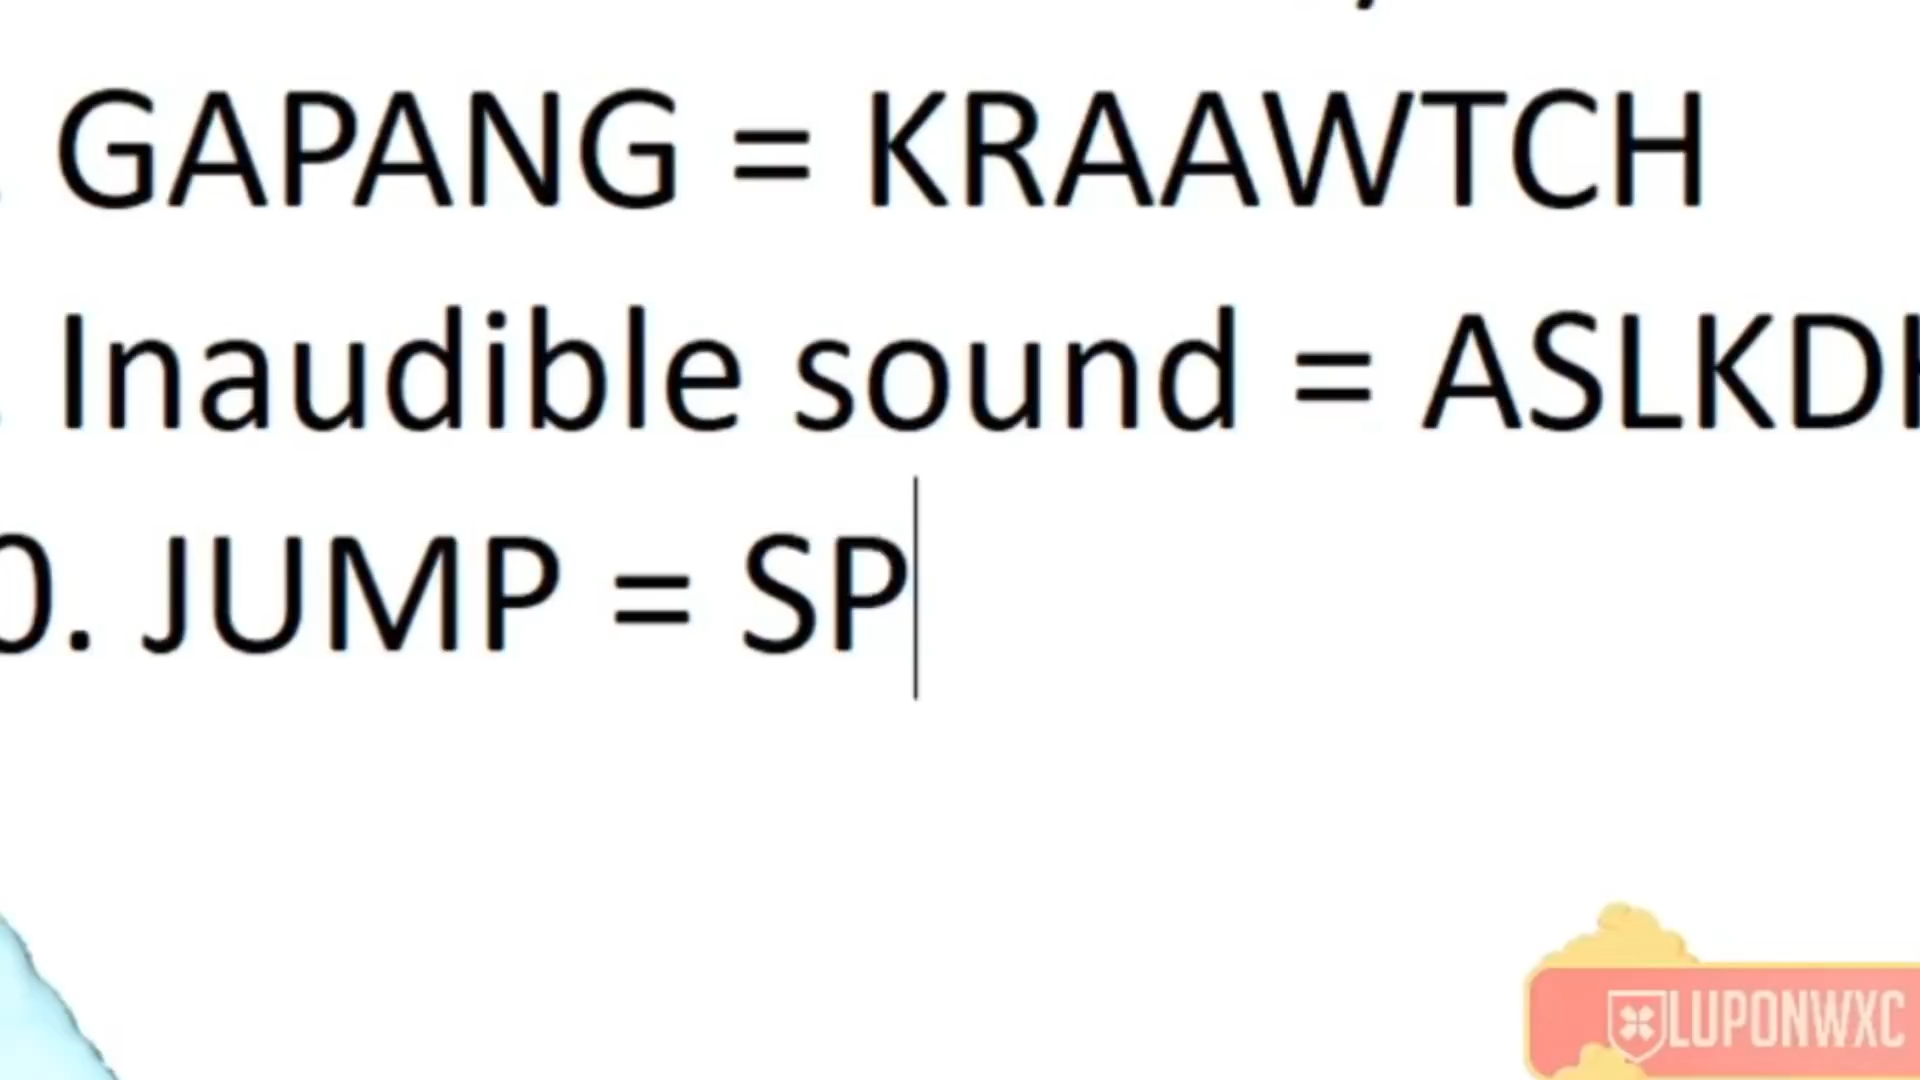 . GAPANG = KRAAWTCH
. Inaudible sound = ASLKD
0. JUMP = SP
LUPONWXC